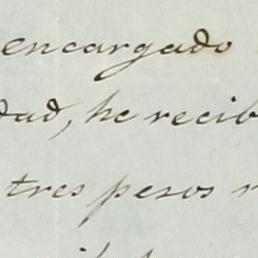 encargado
dad, he recib
tres pesos